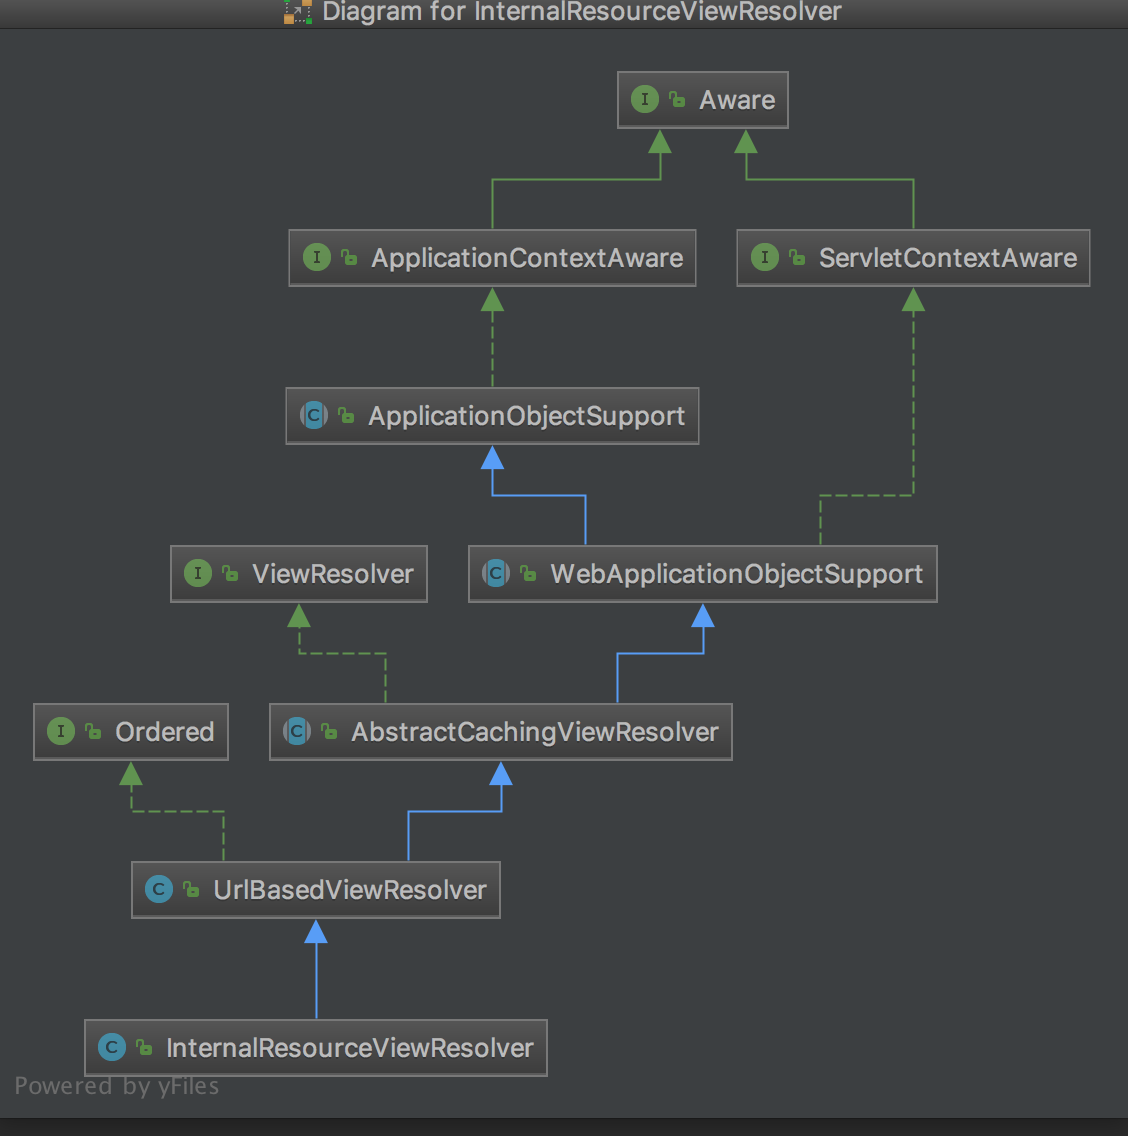 Diagram for InternalResourceViewResolver
I Aware
I ApplicationContextAware
I ServletContextAware
C ApplicationObjectSupport
I ViewResolver
C WebApplicationObjectSupport
I Ordered
C AbstractCachingViewResolver
C UrlBasedViewResolver
C InternalResourceViewResolver
Powered by yFiles